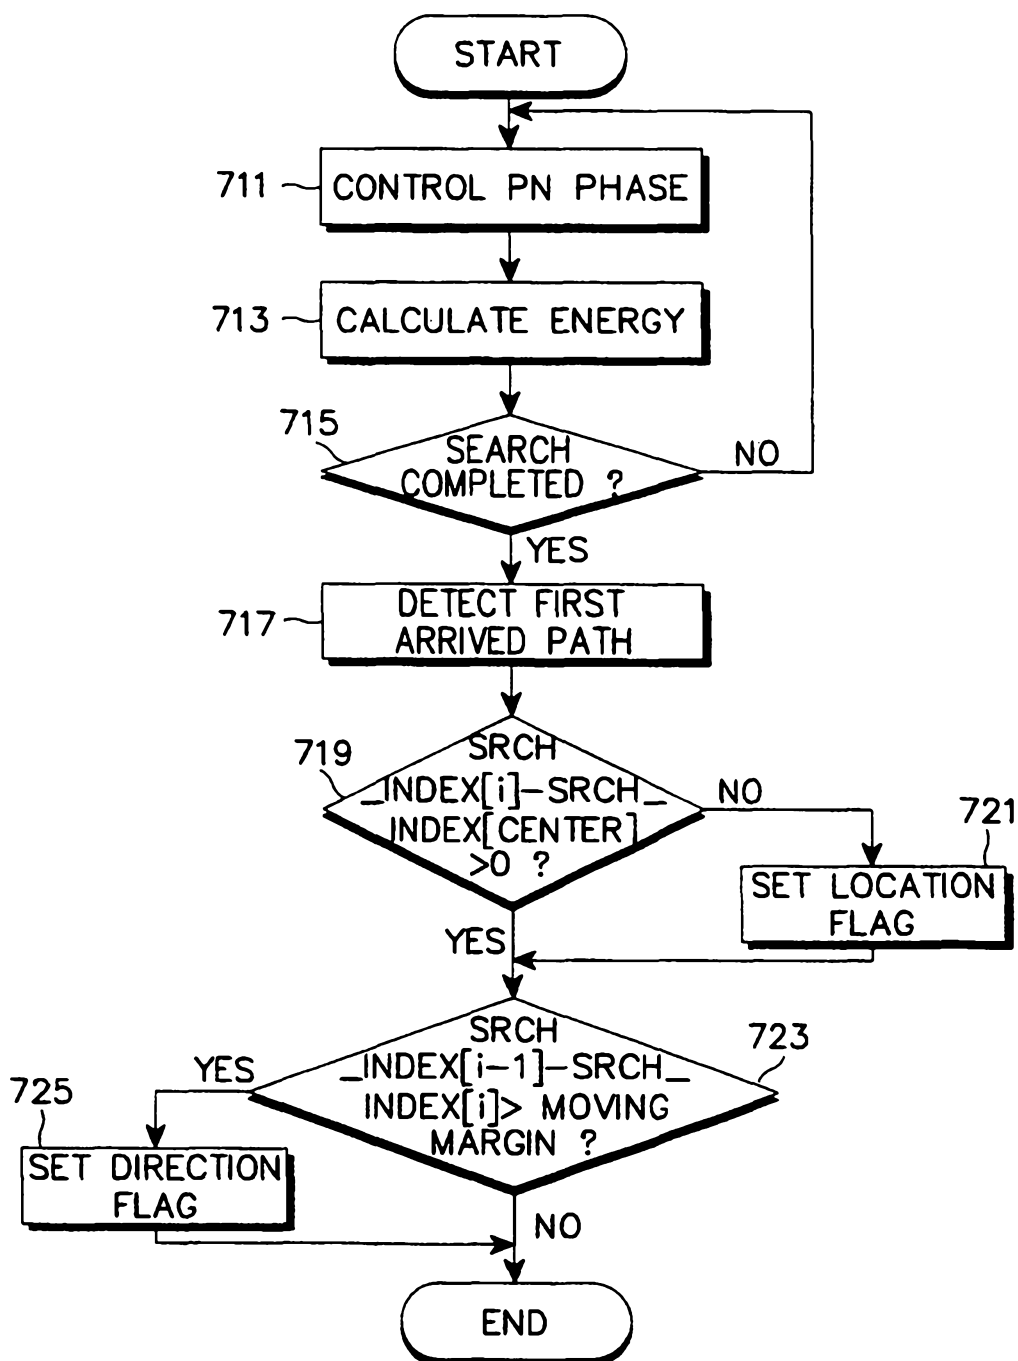 START
711
CONTROL PN PHASE
713
CALCULATE ENERGY
715
SEARCH
COMPLETED ?
NO
YES
717
DETECT FIRST
ARRIVED PATH
719
SRCH
_INDEX[i]-SRCH_
INDEX[CENTER]
>0 ?
NO
721
SET LOCATION
FLAG
YES
723
SRCH
_INDEX[i-1]-SRCH_
INDEX[i]> MOVING
MARGIN ?
YES
725
SET DIRECTION
FLAG
NO
END